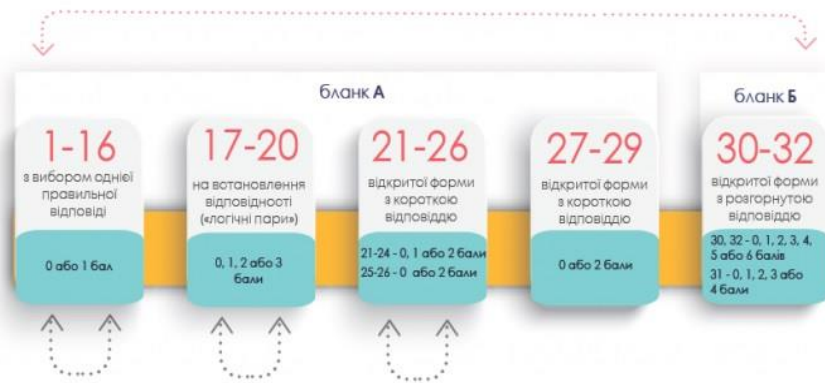 бланк А
бланк Б
1-16
з вибором однієї
правильної
відповіді
0 або 1 бал
17-20
на встановлення
відповідності
(«логічні пари»)
0, 1, 2 або 3
бали
21-26
відкритої форми
з короткою
відповіддю
21-24 - 0, 1 або 2 бали
25-26 - 0 або 2 бали
27-29
відкритої форми
з короткою
відповіддю
0 або 2 бали
30-32
відкритої форми
з розгорнутою
відповіддю
30, 32 - 0, 1, 2, 3, 4,
5 або 6 балів
31 - 0, 1, 2, 3 або
4 бали